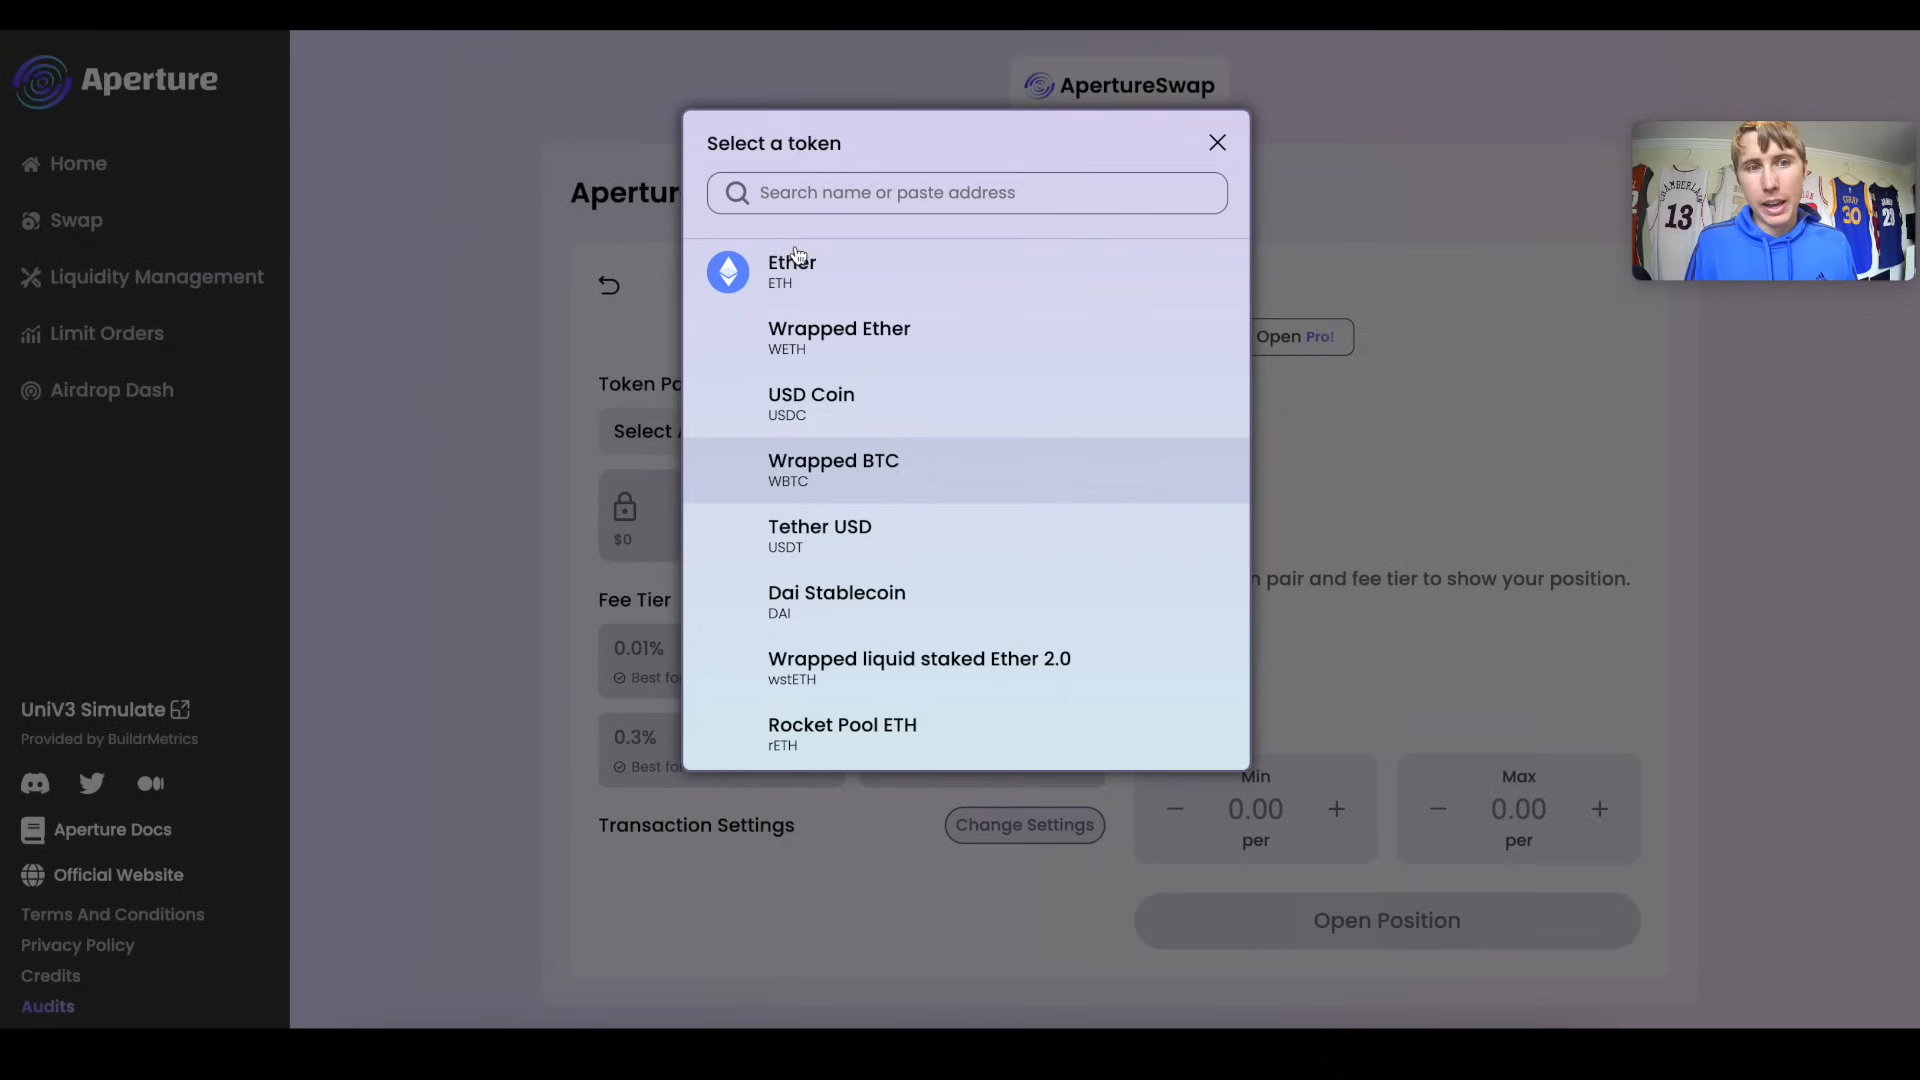 Aperture
Home
Swap
Liquidity Management
Limit Orders
Airdrop Dash
UniV3 Simulate
Provided by BuildrMetrics
Aperture Docs
Official Website
Terms And Conditions
Privacy Policy
Credits
Audits
ApertureSwap
Apertur
Open Pro!
Token Pa
Select A
$0
Fee Tier
0.01%
Best fo
0.3%
Best fo
Transaction Settings
Change Settings
n pair and fee tier to show your position.
Min
0.00
per
Max
0.00
per
Open Position
Select a token
Search name or paste address
Ether
ETH
Wrapped Ether
WETH
USD Coin
USDC
Wrapped BTC
WBTC
Tether USD
USDT
Dai Stablecoin
DAI
Wrapped liquid staked Ether 2.0
wstETH
Rocket Pool ETH
rETH
13
30